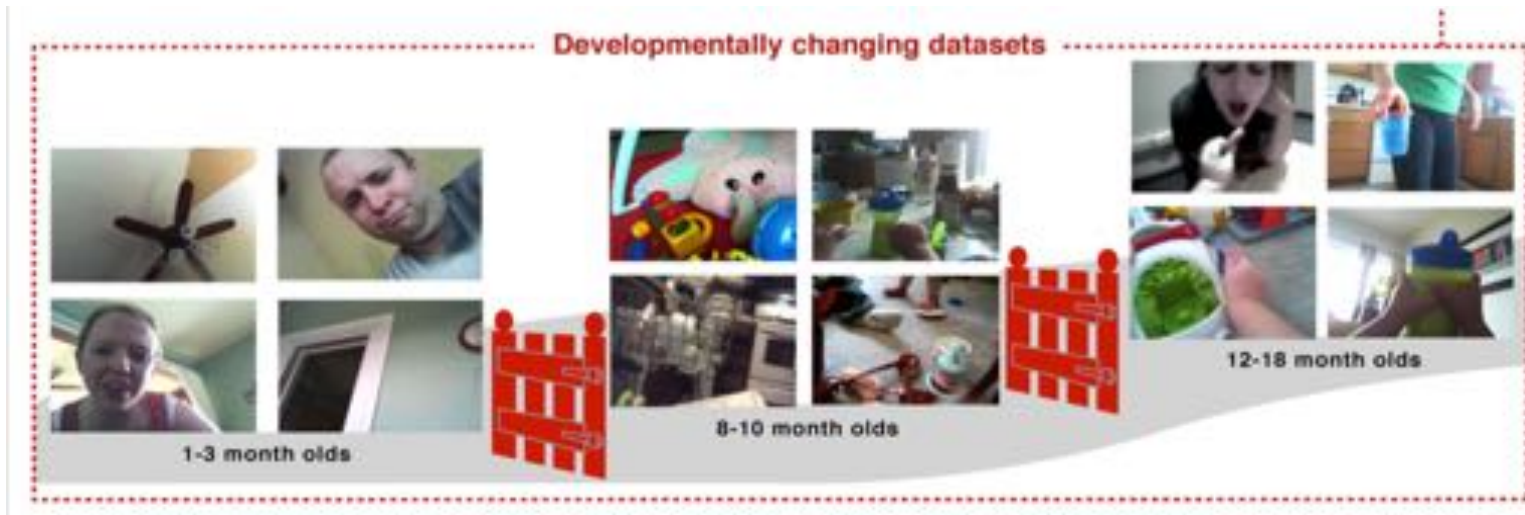 Developmentally changing datasets
1-3 month olds
8-10 month olds
12-18 month olds